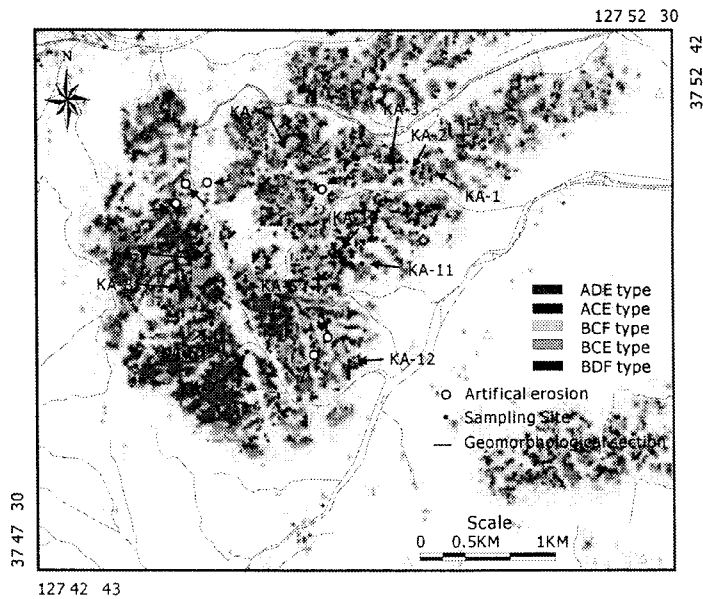 127 52 30
37 52 42
N
KA-3
KA-2
KA-1
KA-11
KA-12
ADE type
ACE type
BCF type
BCE type
BDF type
Artifical erosion
Sampling Site
Geomorphological section
Scale
0 0.5KM 1KM
37 47 30
127 42 43